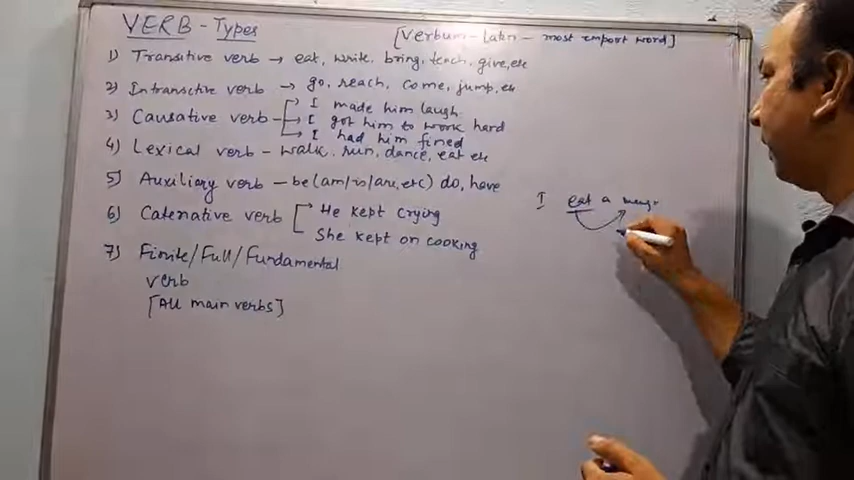 VERB - Types [Verbum - Latin - most import word]
1) Transitive verb → eat, write, bring, teach, give, etc
2) Intransitive verb → go, reach, come, jump, etc
3) Causative verb → I made him laugh
→ I got him to work hard
→ I had him fined
4) Lexical verb - walk, run, dance, eat etc
5) Auxiliary verb - be (am/is/are, etc) do, have
I eat a mango
6) Catenative verb → He kept crying
She kept on cooking
7) Finite/Full/Fundamental
verb
[All main verbs]